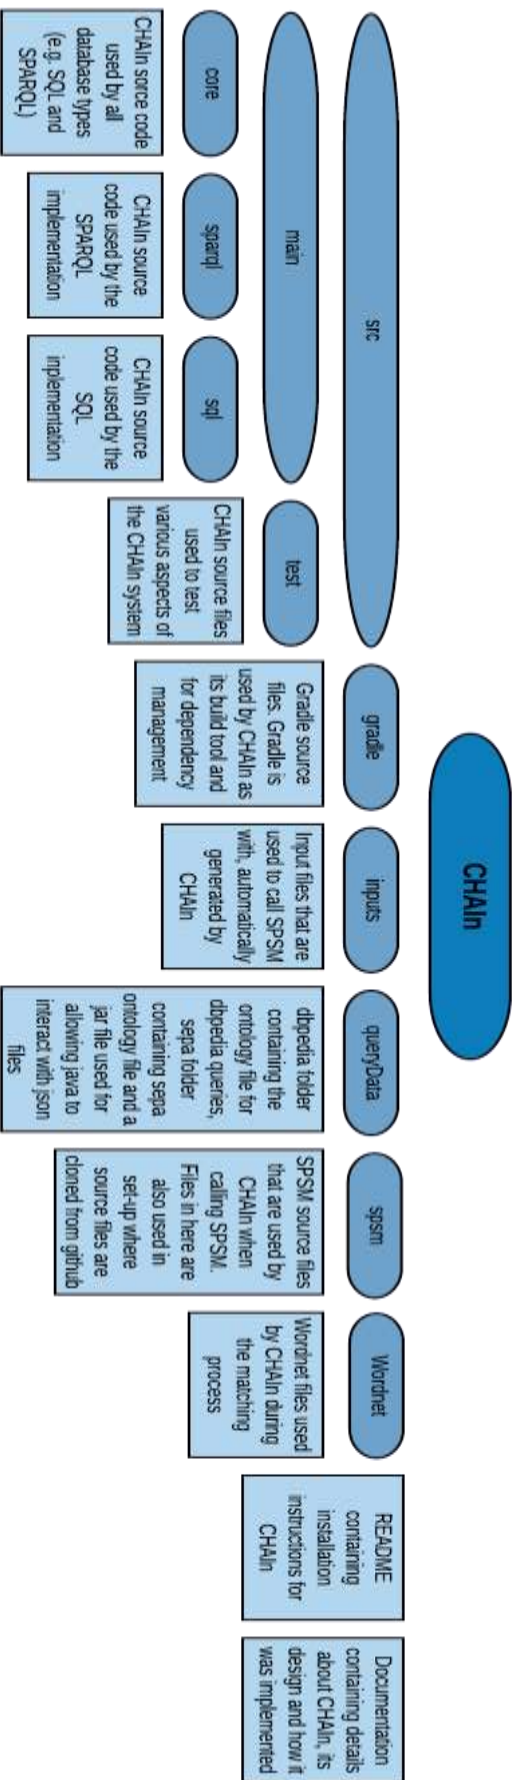 CHAIn
src
main
core
CHAIn sorce code
used by all
database types
(e.g. SQL and
SPARQL)
sparql
CHAIn source
code used by the
SPARQL
implementation
sql
CHAIn source
code used by the
SQL
inplementation
test
CHAIn source files
used to test
various aspects of
the CHAIn system
gradle
Gradle source
files. Gradle is
used by CHAIn as
its build tool and
for dependency
management
inputs
Input files that are
used to call SPSM
with, automatically
generated by
CHAIn
queryData
dbpedia folder
containing the
ontology file for
dbpedia queries,
sepa folder
containing sepa
ontology file and a
jar file used for
allowing java to
interact with json
files
spsm
SPSM source files
that are used by
CHAIn when
calling SPSM.
Files in here are
also used in
set-up where
source files are
cloned from github
Wordnet
Wordnet files used
by CHAIn during
the matching
process
README
containing
installation
instructions for
CHAIn
Documentation
containing details
about CHAIn, its
design and how it
was implemented